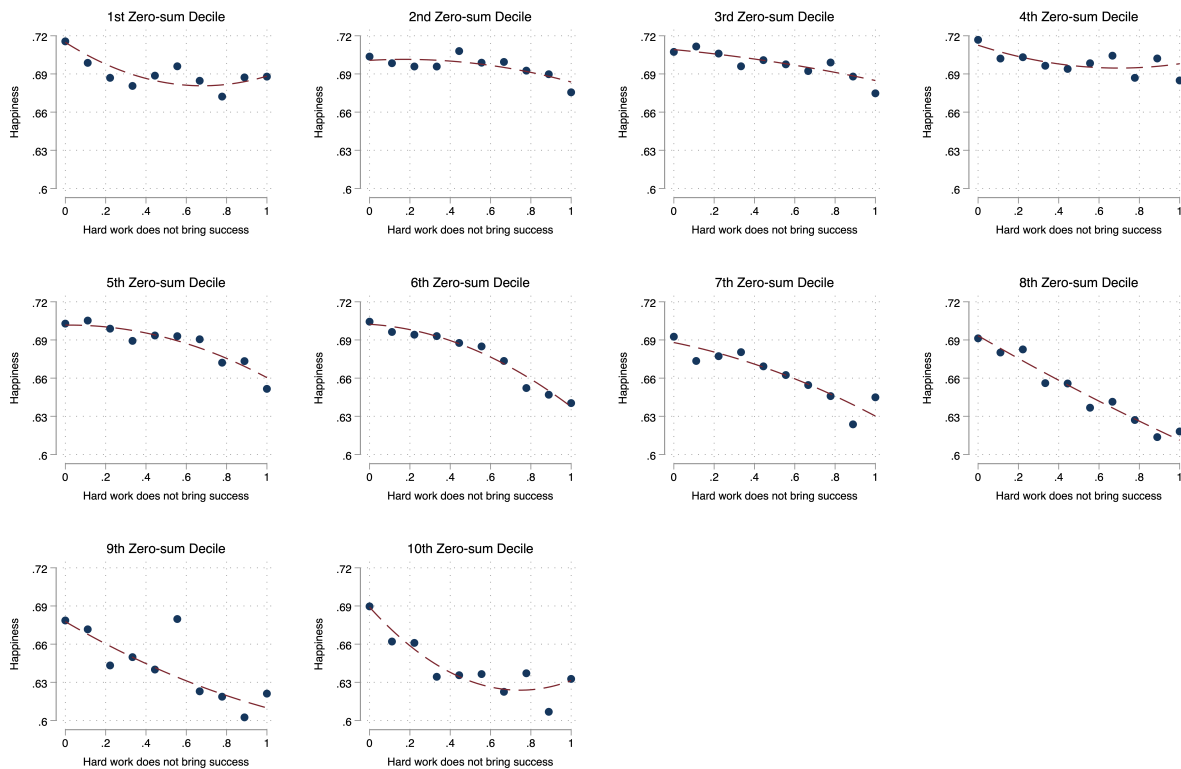 1st Zero-sum Decile
.72
.69
.66
.63
.6
Happiness
0 .2 .4 .6 .8 1
Hard work does not bring success
2nd Zero-sum Decile
.72
.69
.66
.63
.6
Happiness
0 .2 .4 .6 .8 1
Hard work does not bring success
3rd Zero-sum Decile
.72
.69
.66
.63
.6
Happiness
0 .2 .4 .6 .8 1
Hard work does not bring success
4th Zero-sum Decile
.72
.69
.66
.63
.6
Happiness
0 .2 .4 .6 .8 1
Hard work does not bring success
5th Zero-sum Decile
.72
.69
.66
.63
.6
Happiness
0 .2 .4 .6 .8 1
Hard work does not bring success
6th Zero-sum Decile
.72
.69
.66
.63
.6
Happiness
0 .2 .4 .6 .8 1
Hard work does not bring success
7th Zero-sum Decile
.72
.69
.66
.63
.6
Happiness
0 .2 .4 .6 .8 1
Hard work does not bring success
8th Zero-sum Decile
.72
.69
.66
.63
.6
Happiness
0 .2 .4 .6 .8 1
Hard work does not bring success
9th Zero-sum Decile
.72
.69
.66
.63
.6
Happiness
0 .2 .4 .6 .8 1
Hard work does not bring success
10th Zero-sum Decile
.72
.69
.66
.63
.6
Happiness
0 .2 .4 .6 .8 1
Hard work does not bring success